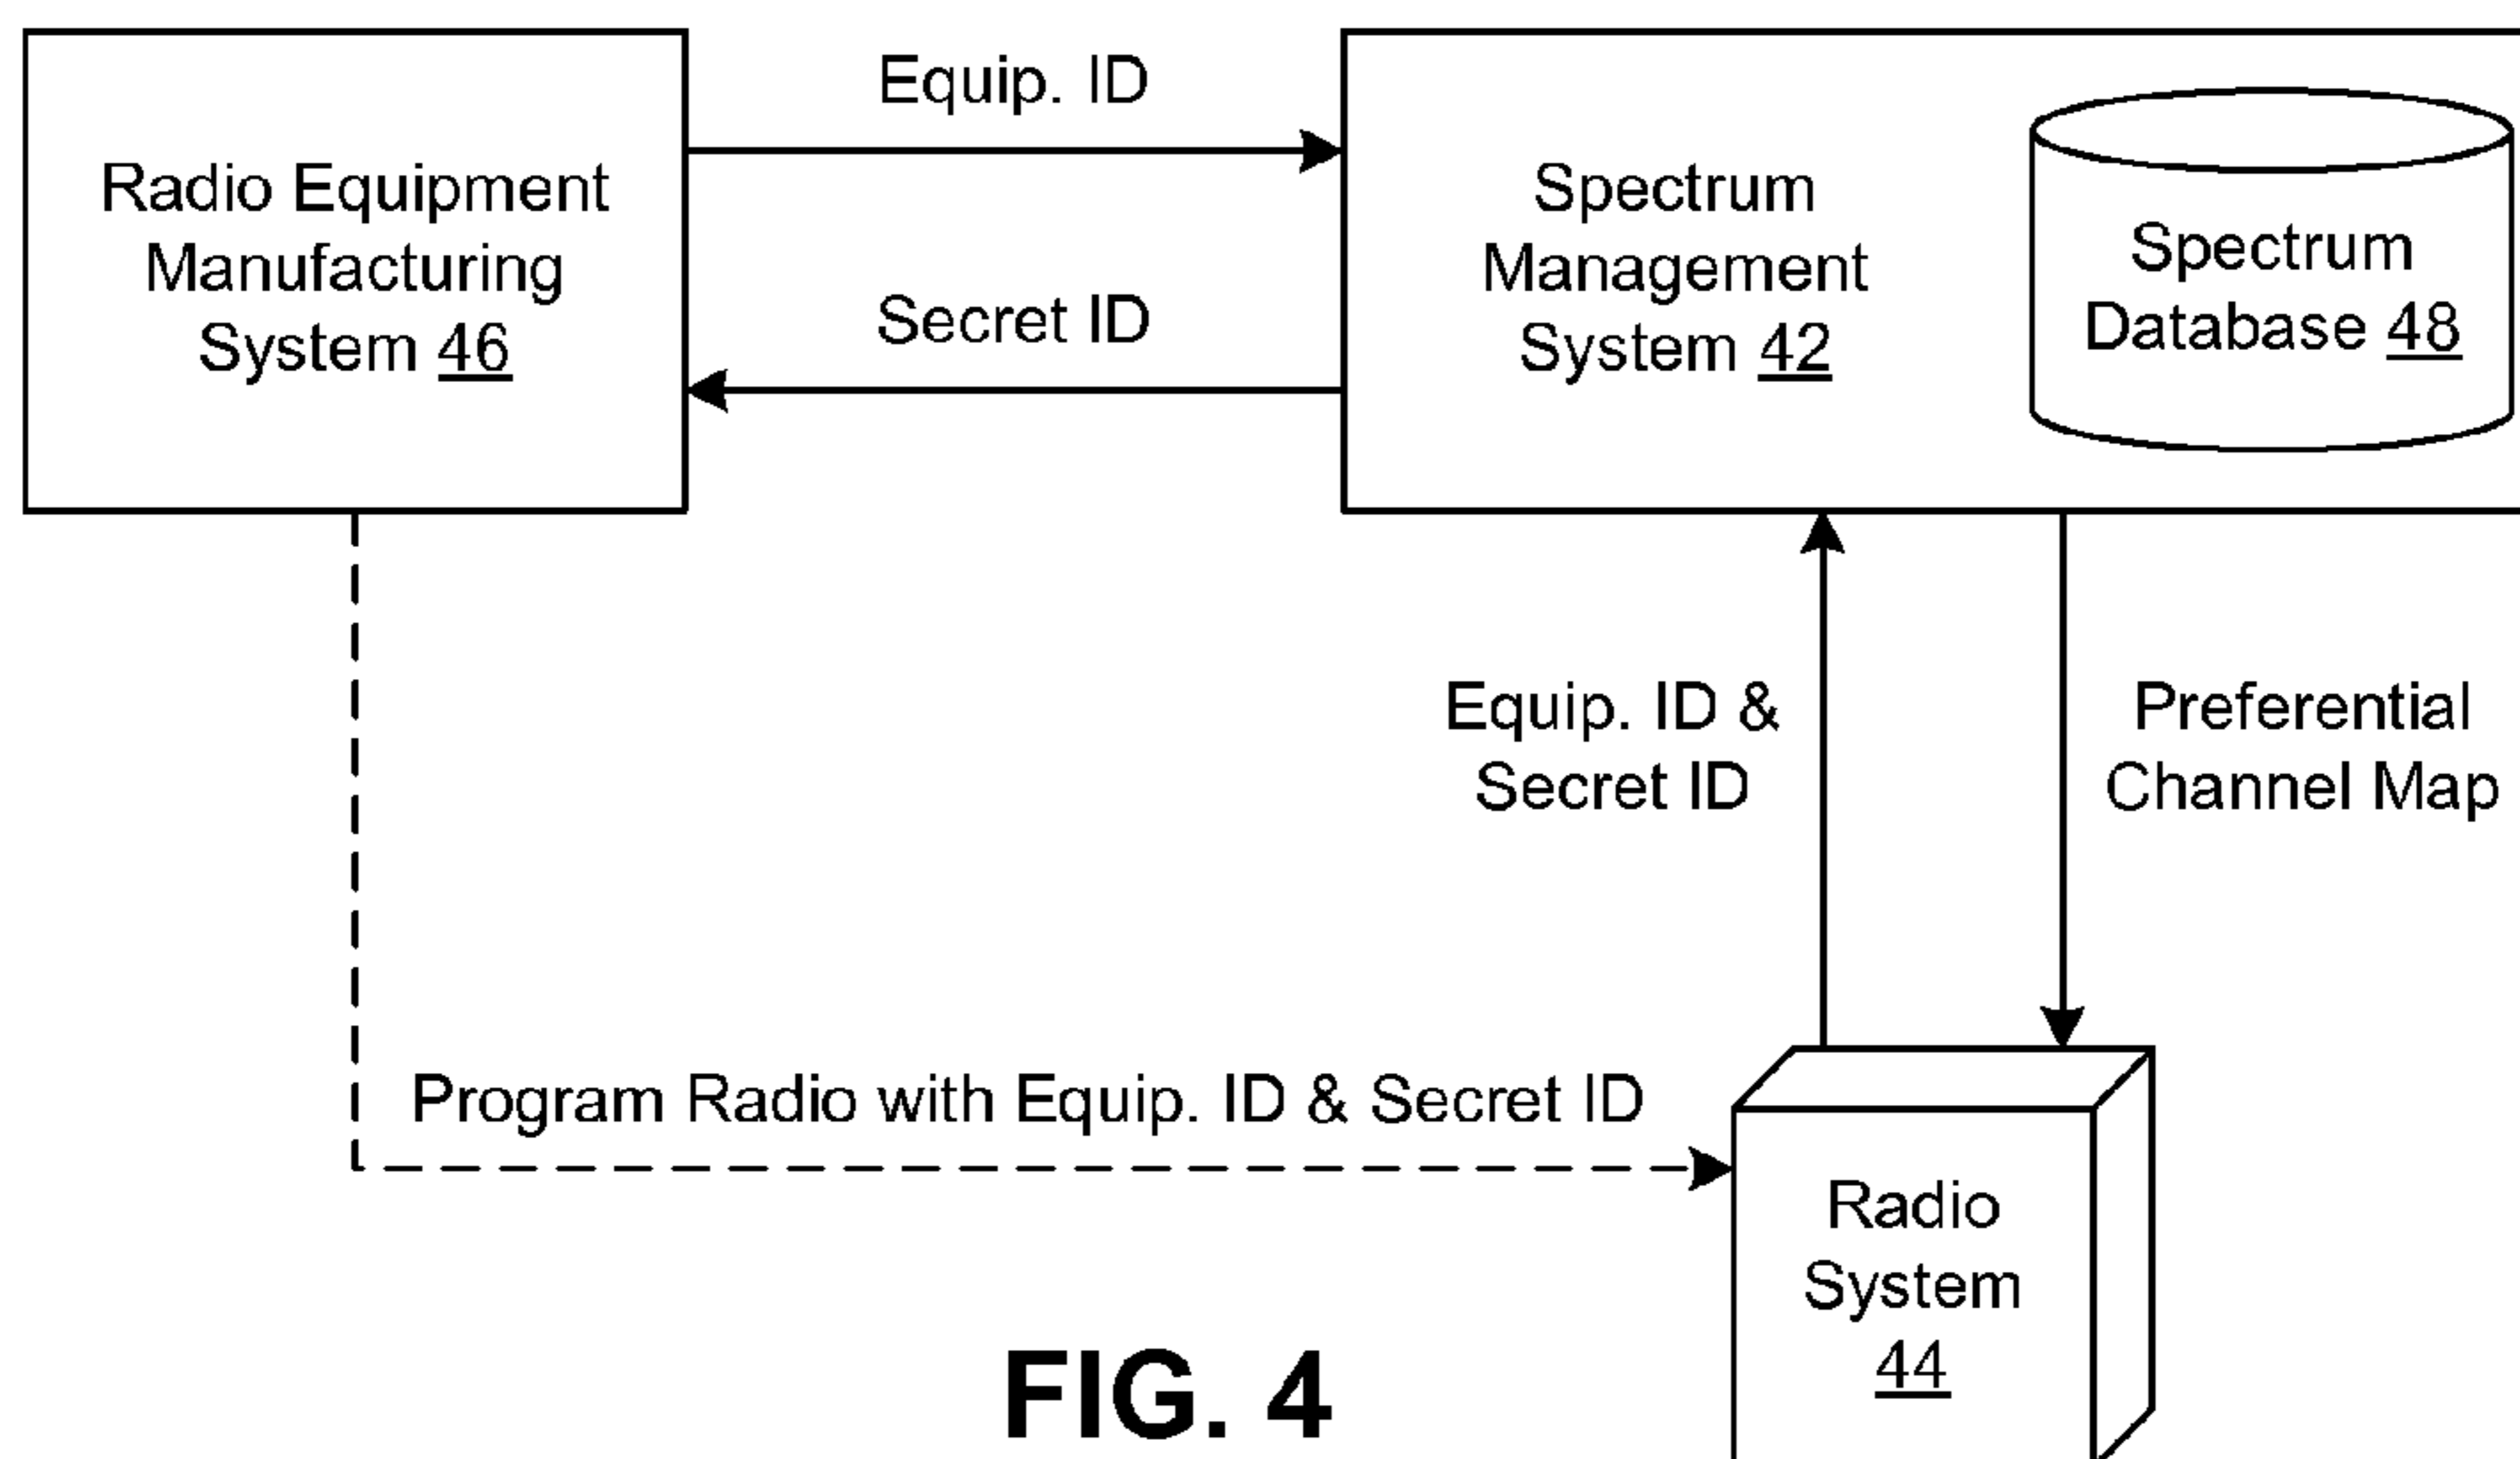 Radio Equipment
Manufacturing
System 46
Equip. ID
Secret ID
Spectrum
Management
System 42
Spectrum
Database 48
Equip. ID &
Secret ID
Preferential
Channel Map
Program Radio with Equip. ID & Secret ID
Radio
System
44
FIG. 4